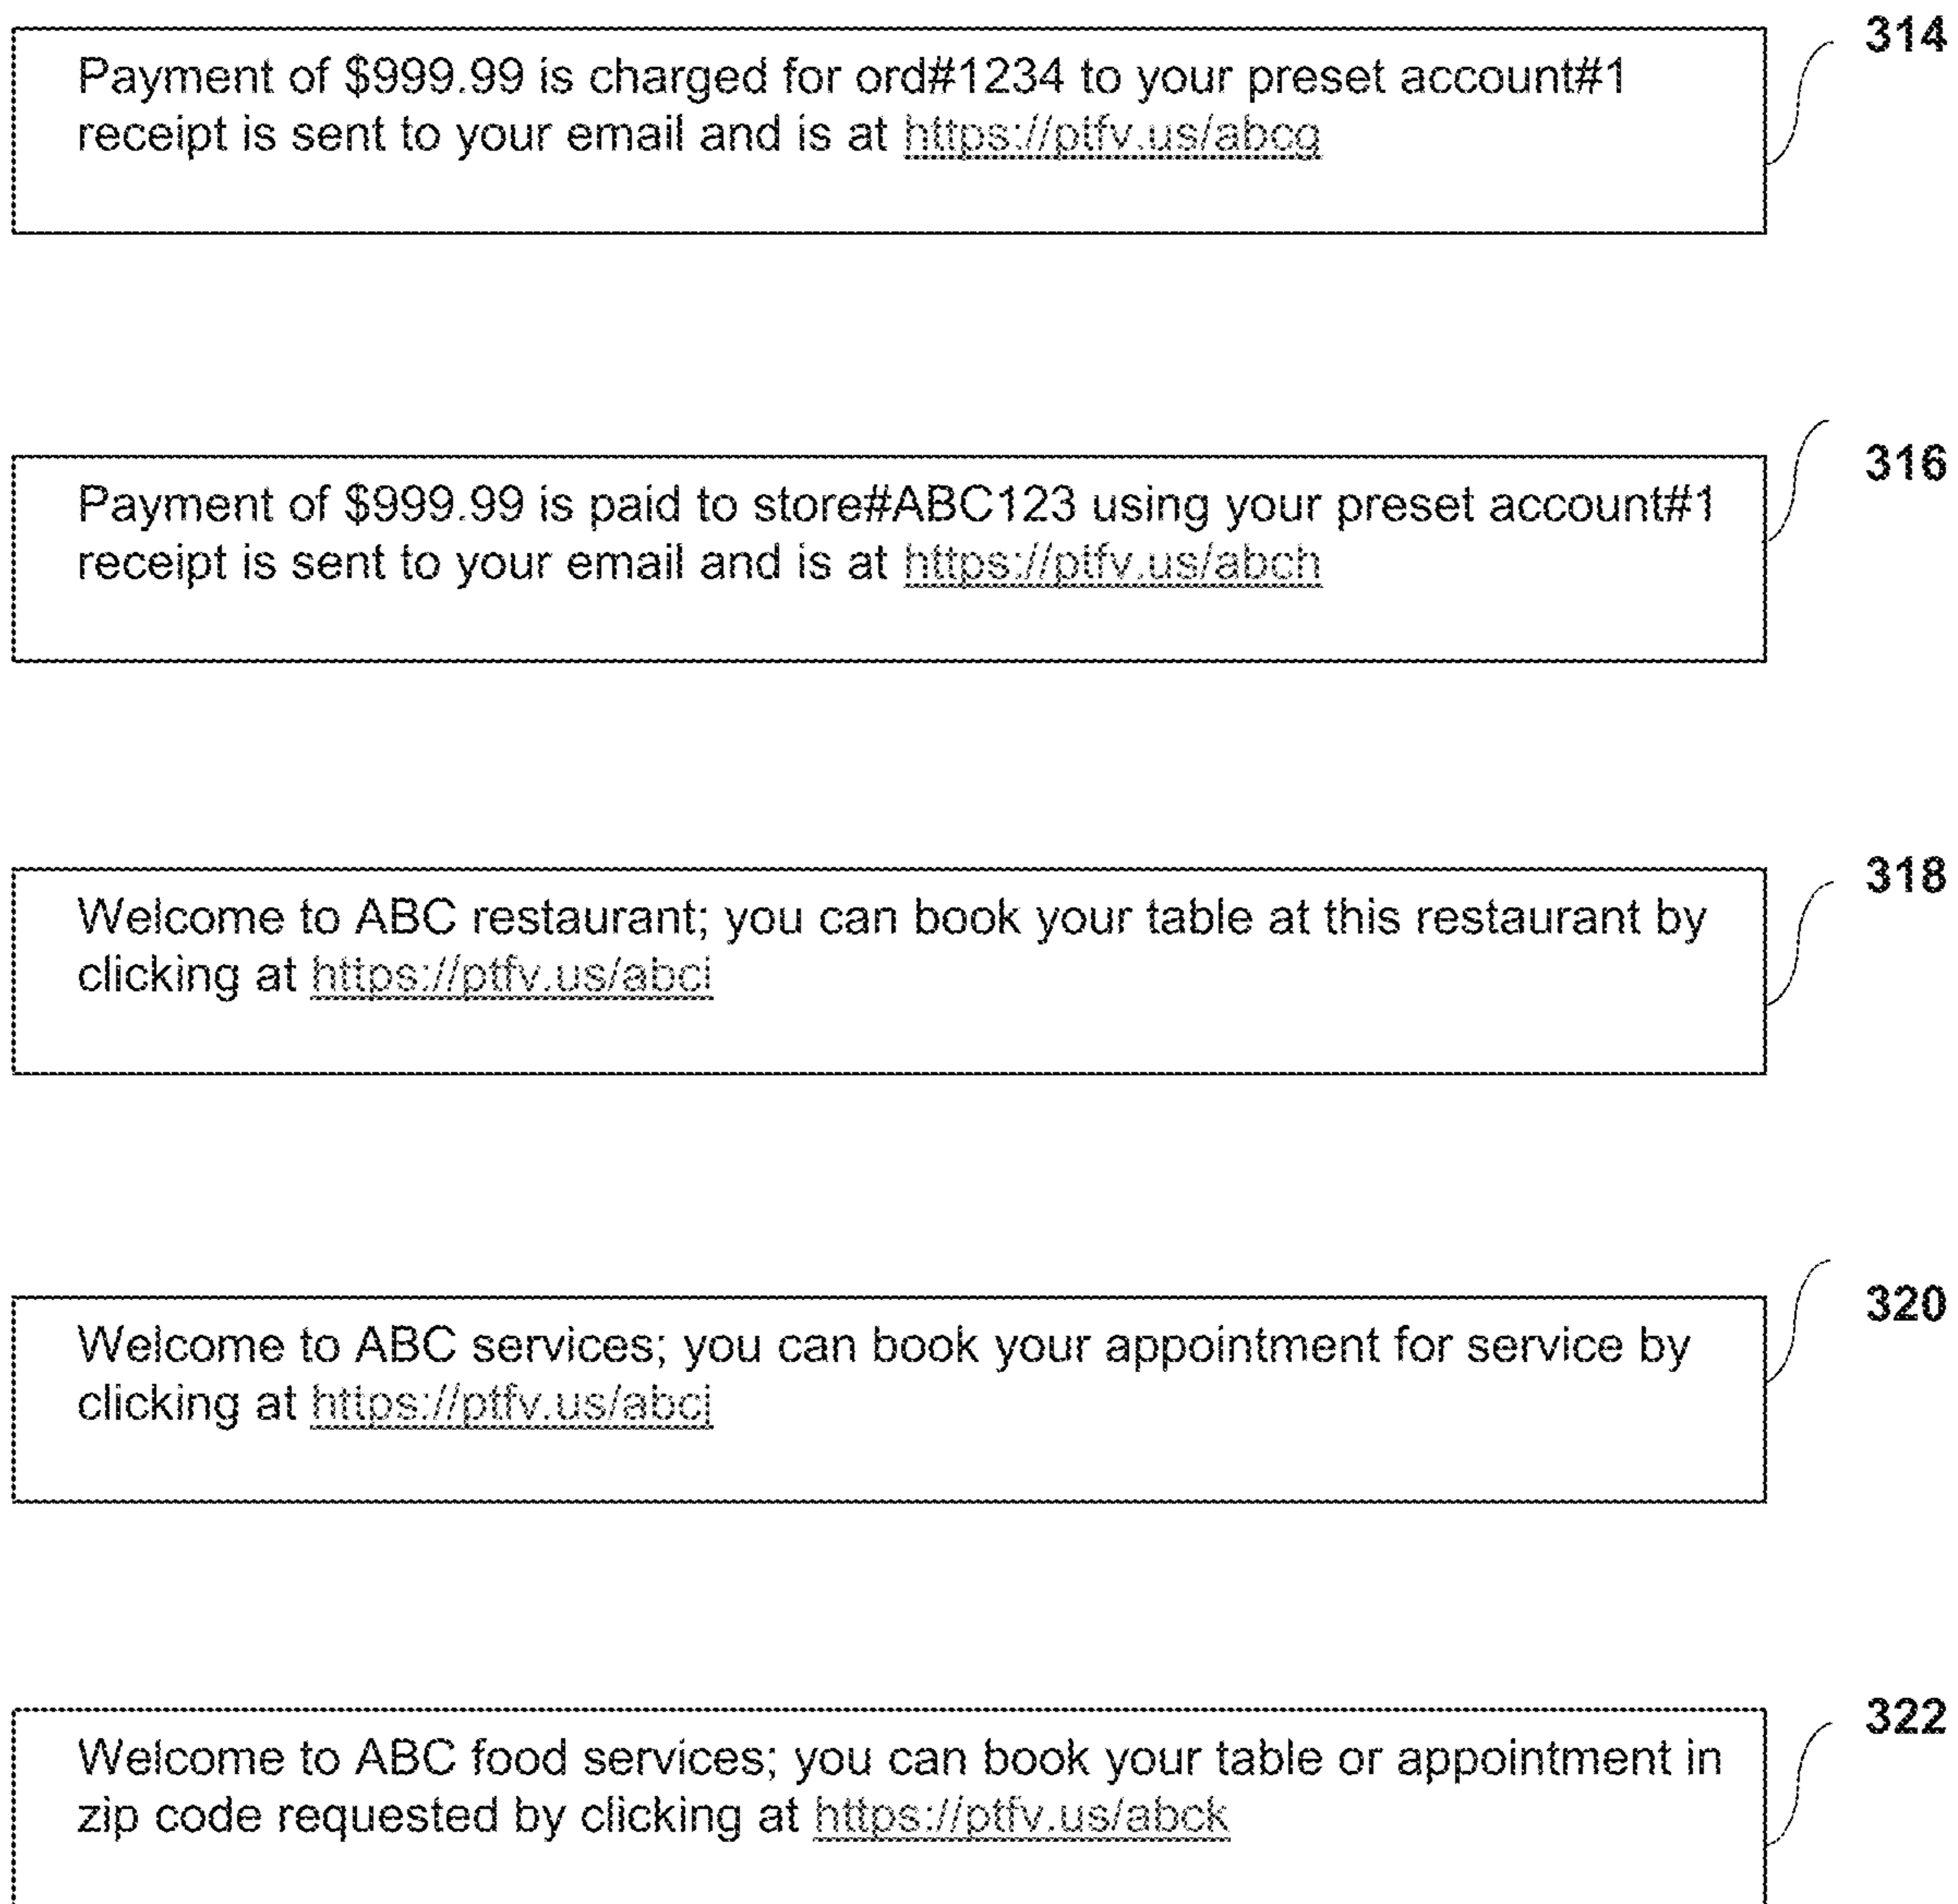 314
Payment of $999.99 is charged for ord#1234 to your preset account#1
receipt is sent to your email and is at https://ptfv.us/abcg
316
Payment of $999.99 is paid to store#ABC123 using your preset account#1
receipt is sent to your email and is at https://ptfv.us/abch
318
Welcome to ABC restaurant; you can book your table at this restaurant by
clicking at https://ptfv.us/abci
320
Welcome to ABC services; you can book your appointment for service by
clicking at https://ptfv.us/abcj
322
Welcome to ABC food services; you can book your table or appointment in
zip code requested by clicking at https://ptfv.us/abck